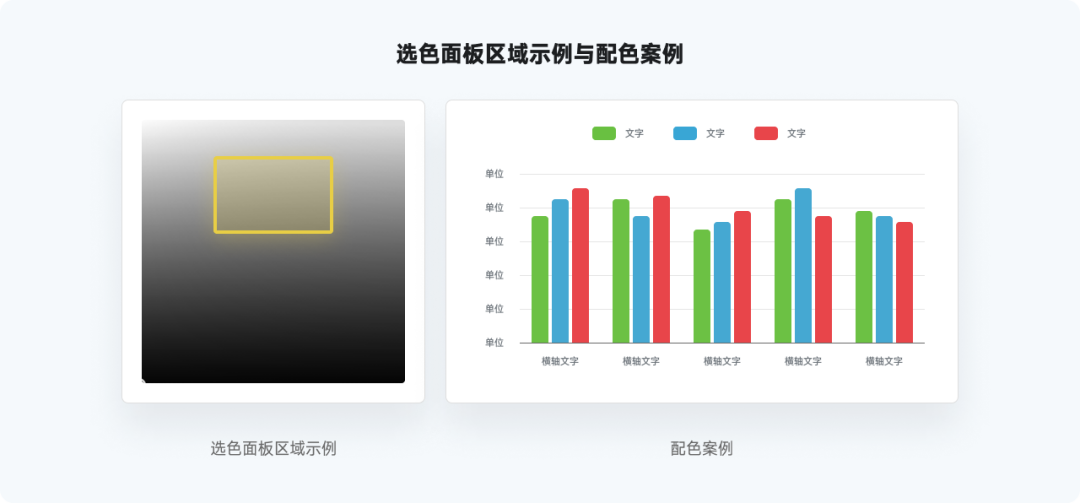 选色面板区域示例与配色案例
文字 文字 文字
单位
单位
单位
单位
单位
单位
横轴文字 横轴文字 横轴文字 横轴文字 横轴文字
选色面板区域示例 配色案例